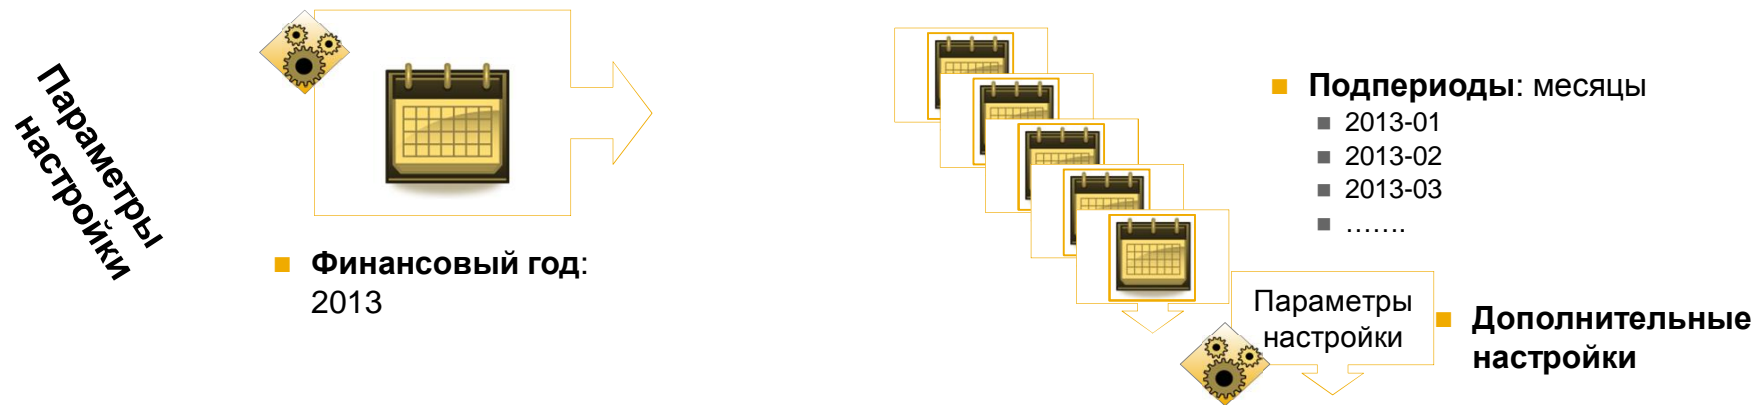 Параметры
настройки
Финансовый год:
2013
Подпериоды: месяцы
2013-01
2013-02
2013-03
…….
Параметры
настройки
Дополнительные
настройки